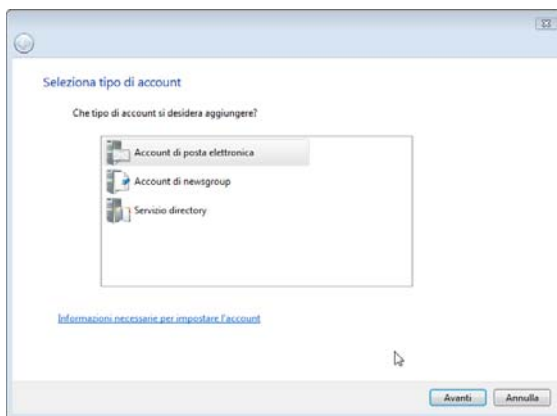 Seleziona tipo di account
Che tipo di account si desidera aggiungere?
Account di posta elettronica
Account di newsgroup
Servizio directory
Informazioni necessarie per impostare l'account
Avanti
Annulla